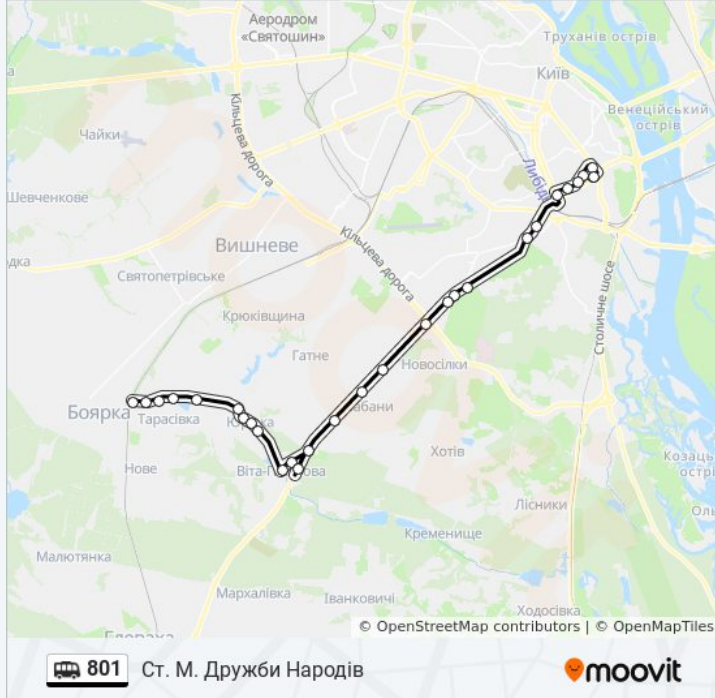 Аеродром
«Святошин»
Труханів острів
Київ
Венеційський
острів
Кільцева дорога
Чайки
Либідь
Шевченкове
Вишневе
Кільцева дорога
Святопетрівське
Столичне шосе
Крюківщина
Гатне
Новосілки
Боярка
Тарасівка
Хотів
Нове
Лісники
Кременище
Малютянка
Мархалівка
Іванковичі
Ходосівка
© OpenStreetMap contributors | © OpenMapTiles
801 Ст. М. Дружби Народів
moovit